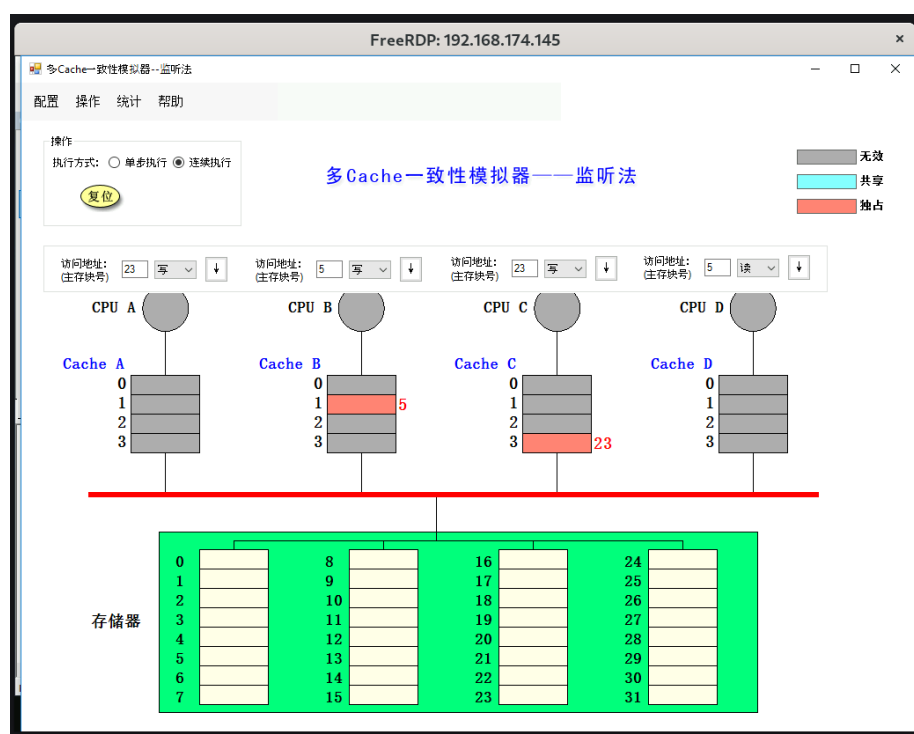 FreeRDP: 192.168.174.145 ×
多Cache一致性模拟器--监听法
配置 操作 统计 帮助
操作
执行方式: 单步执行 连续执行
复位
多Cache一致性模拟器——监听法
无效
共享
独占
访问地址: (主存块号) 23 写 ↓
访问地址: (主存块号) 5 写 ↓
访问地址: (主存块号) 23 写 ↓
访问地址: (主存块号) 5 读 ↓
CPU A CPU B CPU C CPU D
Cache A Cache B Cache C Cache D
0 0 0 0
1 1 5 1 1
2 2 2 2
3 3 3 23 3
存储器
0 8 16 24
1 9 17 25
2 10 18 26
3 11 19 27
4 12 20 28
5 13 21 29
6 14 22 30
7 15 23 31